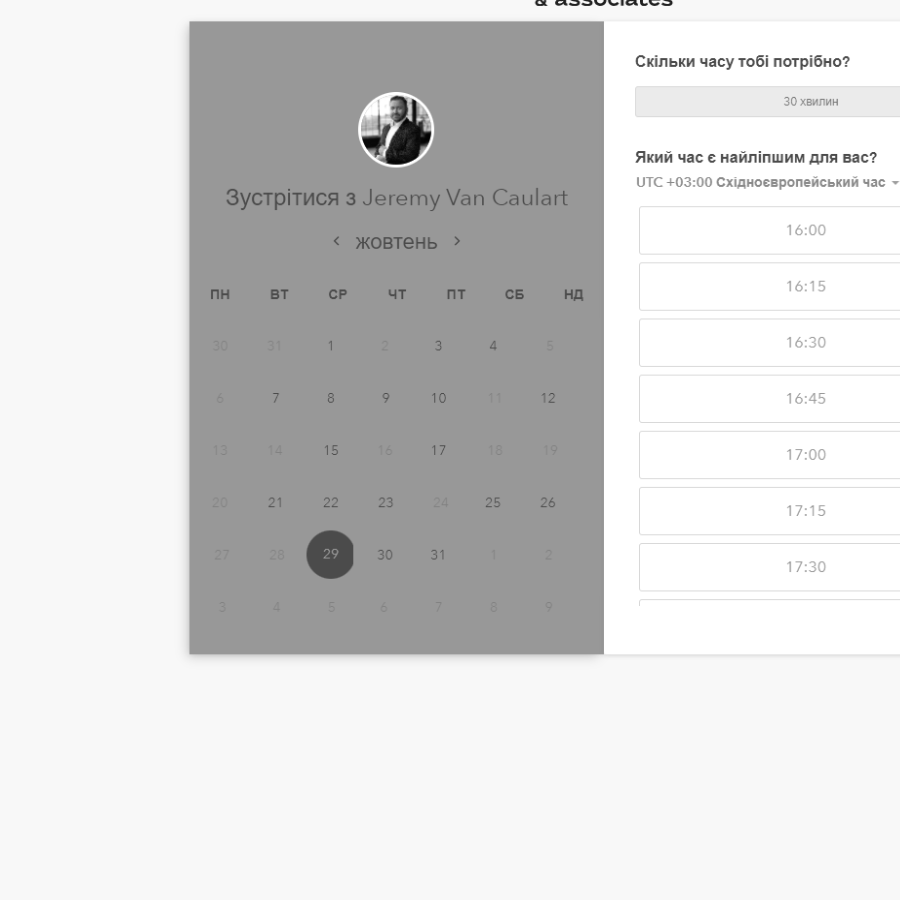 & associates
Зустрітися з Jeremy Van Caulart
жовтень
ПН ВТ СР ЧТ ПТ СБ НД
30 31 1 2 3 4 5
6 7 8 9 10 11 12
13 14 15 16 17 18 19
20 21 22 23 24 25 26
27 28 29 30 31 1 2
3 4 5 6 7 8 9
Скільки часу тобі потрібно?
30 хвилин
Який час є найліпшим для вас?
UTC +03:00 Східноєвропейський час
16:00
16:15
16:30
16:45
17:00
17:15
17:30